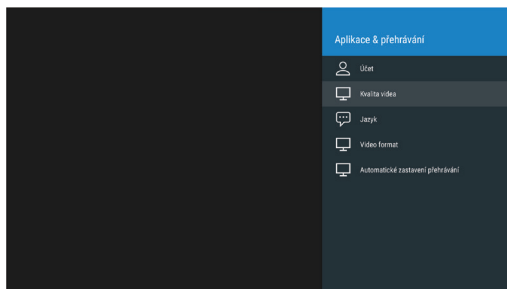 Aplikace & přehrávání
Účet
Kvalita videa
Jazyk
Video format
Automatické zastavení přehrávání